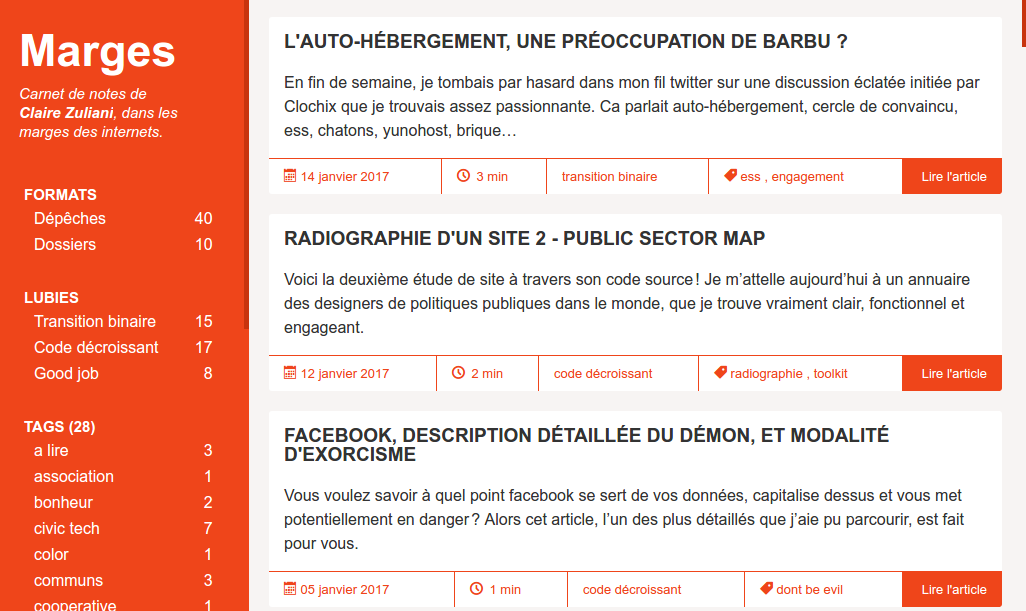 Marges
Carnet de notes de
Claire Zuliani, dans les
marges des internets.
FORMATS
Dépêches 40
Dossiers 10
LUBIES
Transition binaire 15
Code décroissant 17
Good job 8
TAGS (28)
a lire 3
association 1
bonheur 2
civic tech 7
color 1
communs 3
cooperative 1
L'AUTO-HÉBERGEMENT, UNE PRÉOCCUPATION DE BARBU ?
En fin de semaine, je tombais par hasard dans mon fil twitter sur une discussion éclatée initiée par
Clochix que je trouvais assez passionnante. Ca parlait auto-hébergement, cercle de convaincu,
ess, chatons, yunohost, brique…
14 janvier 2017 3 min transition binaire ess , engagement Lire l'article
RADIOGRAPHIE D'UN SITE 2 - PUBLIC SECTOR MAP
Voici la deuxième étude de site à travers son code source ! Je m’attelle aujourd’hui à un annuaire
des designers de politiques publiques dans le monde, que je trouve vraiment clair, fonctionnel et
engageant.
12 janvier 2017 2 min code décroissant radiographie , toolkit Lire l'article
FACEBOOK, DESCRIPTION DÉTAILLÉE DU DÉMON, ET MODALITÉ
D'EXORCISME
Vous voulez savoir à quel point facebook se sert de vos données, capitalise dessus et vous met
potentiellement en danger ? Alors cet article, l’un des plus détaillés que j’aie pu parcourir, est fait
pour vous.
05 janvier 2017 1 min code décroissant dont be evil Lire l'article